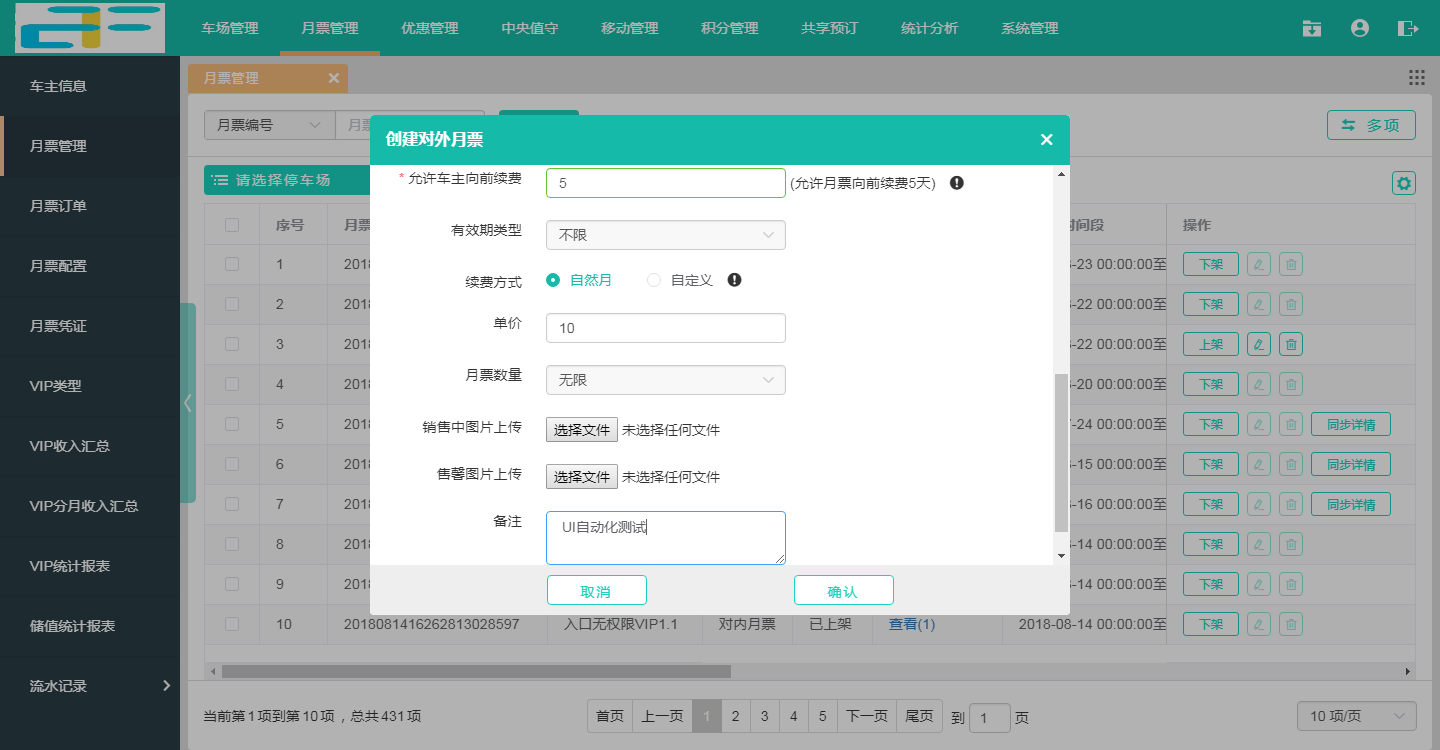 车场管理 月票管理 优惠管理 中央值守 移动管理 积分管理 共享预订 统计分析 系统管理
车主信息
月票管理
月票订单
月票配置
月票凭证
VIP类型
VIP收入汇总
VIP分月收入汇总
VIP统计报表
储值统计报表
流水记录
月票管理
月票编号 月票
多项
请选择停车场
序号 月票 时间段 操作
1 2018 -23 00:00:00至 下架
2 2018 -22 00:00:00至 下架
3 2018 -22 00:00:00至 上架
4 2018 -20 00:00:00至 下架
5 2018 -24 00:00:00至 下架 同步详情
6 2018 -15 00:00:00至 下架 同步详情
7 2018 -16 00:00:00至 下架 同步详情
8 2018 -14 00:00:00至 下架
9 2018 -14 00:00:00至 下架
10 2018081416262813028597 入口无权限VIP1.1 对内月票 已上架 查看(1) 2018-08-14 00:00:00至 下架
当前第1项到第10项，总共431项
首页 上一页 1 2 3 4 5 下一页 尾页 到 1 页
10 项/页
创建对外月票
* 允许车主向前续费 5 (允许月票向前续费5天)
有效期类型 不限
续费方式 自然月 自定义
单价 10
月票数量 无限
销售中图片上传 选择文件 未选择任何文件
售馨图片上传 选择文件 未选择任何文件
备注 UI自动化测试
取消 确认